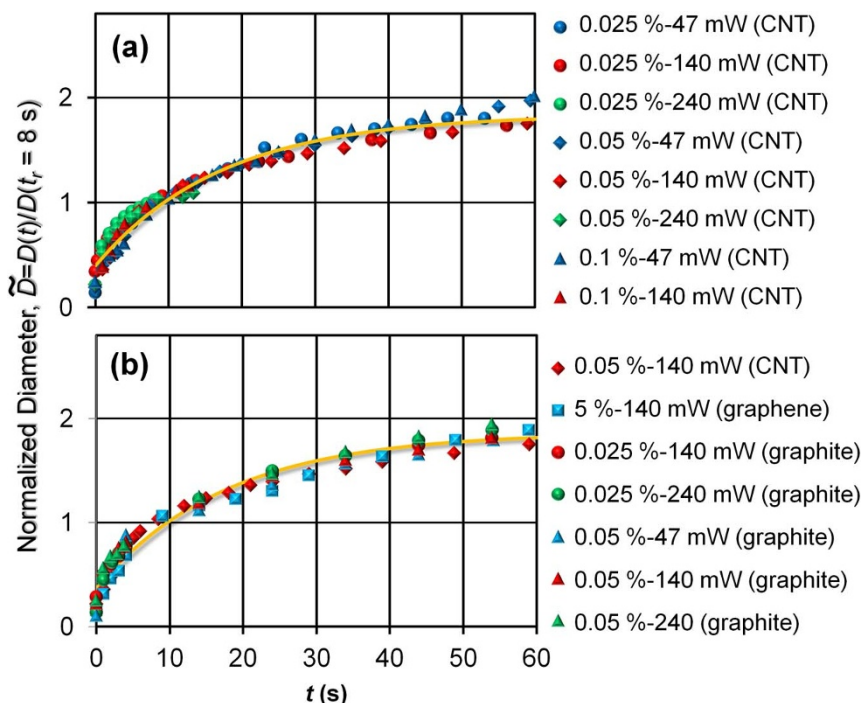 Normalized Diameter, D̃=D(t)/D(tᵣ = 8 s)
(a)
2
1
0
0.025 %-47 mW (CNT)
0.025 %-140 mW (CNT)
0.025 %-240 mW (CNT)
0.05 %-47 mW (CNT)
0.05 %-140 mW (CNT)
0.05 %-240 mW (CNT)
0.1 %-47 mW (CNT)
0.1 %-140 mW (CNT)
(b)
2
1
0
0 10 20 30 40 50 60
t (s)
0.05 %-140 mW (CNT)
5 %-140 mW (graphene)
0.025 %-140 mW (graphite)
0.025 %-240 mW (graphite)
0.05 %-47 mW (graphite)
0.05 %-140 mW (graphite)
0.05 %-240 (graphite)